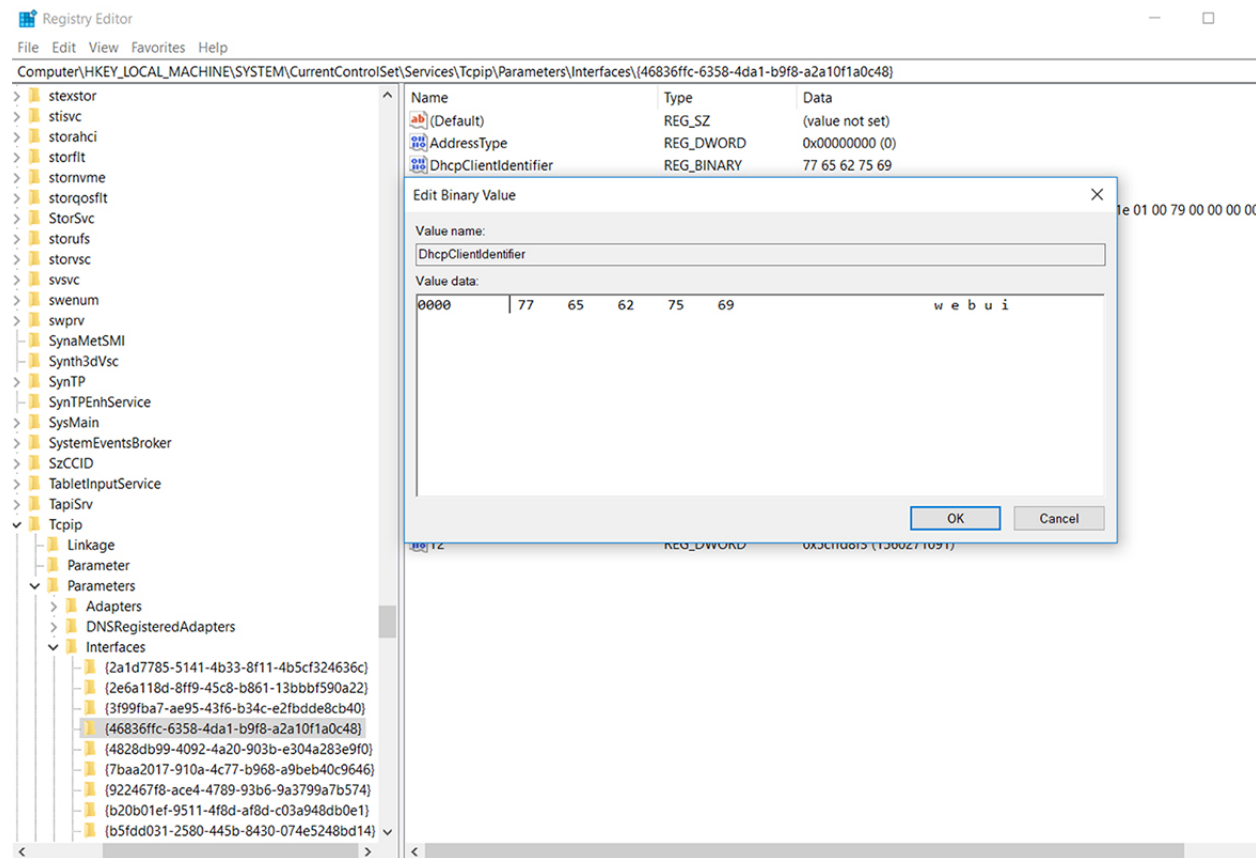 Registry Editor
File Edit View Favorites Help
Computer\HKEY_LOCAL_MACHINE\SYSTEM\CurrentControlSet\Services\Tcpip\Parameters\Interfaces\{46836ffc-6358-4da1-b9f8-a2a10f1a0c48}
stexstor
stisvc
storahci
storflt
stornvme
storqosflt
StorSvc
storufs
storvsc
svsvc
swenum
swprv
SynaMetSMI
Synth3dVsc
SynTP
SynTPEnhService
SysMain
SystemEventsBroker
SzCCID
TabletInputService
TapiSrv
Tcpip
Linkage
Parameter
Parameters
Adapters
DNSRegisteredAdapters
Interfaces
{2a1d7785-5141-4b33-8f11-4b5cf324636c}
{2e6a118d-8ff9-45c8-b861-13bbbf590a22}
{3f99fba7-ae95-43f6-b34c-e2fbdde8cb40}
{46836ffc-6358-4da1-b9f8-a2a10f1a0c48}
{4828db99-4092-4a20-903b-e304a283e9f0}
{7baa2017-910a-4c77-b968-a9beb40c9646}
{922467f8-ace4-4789-93b6-9a3799a7b574}
{b20b01ef-9511-4f8d-af8d-c03a948db0e1}
{b5fdd031-2580-445b-8430-074e5248bd14}
Name Type Data
(Default) REG_SZ (value not set)
AddressType REG_DWORD 0x00000000 (0)
DhcpClientIdentifier REG_BINARY 77 65 62 75 69
1e 01 00 79 00 00 00 00
Edit Binary Value
Value name:
DhcpClientIdentifier
Value data:
0000 77 65 62 75 69 w e b u i
OK Cancel
REG_DWORD